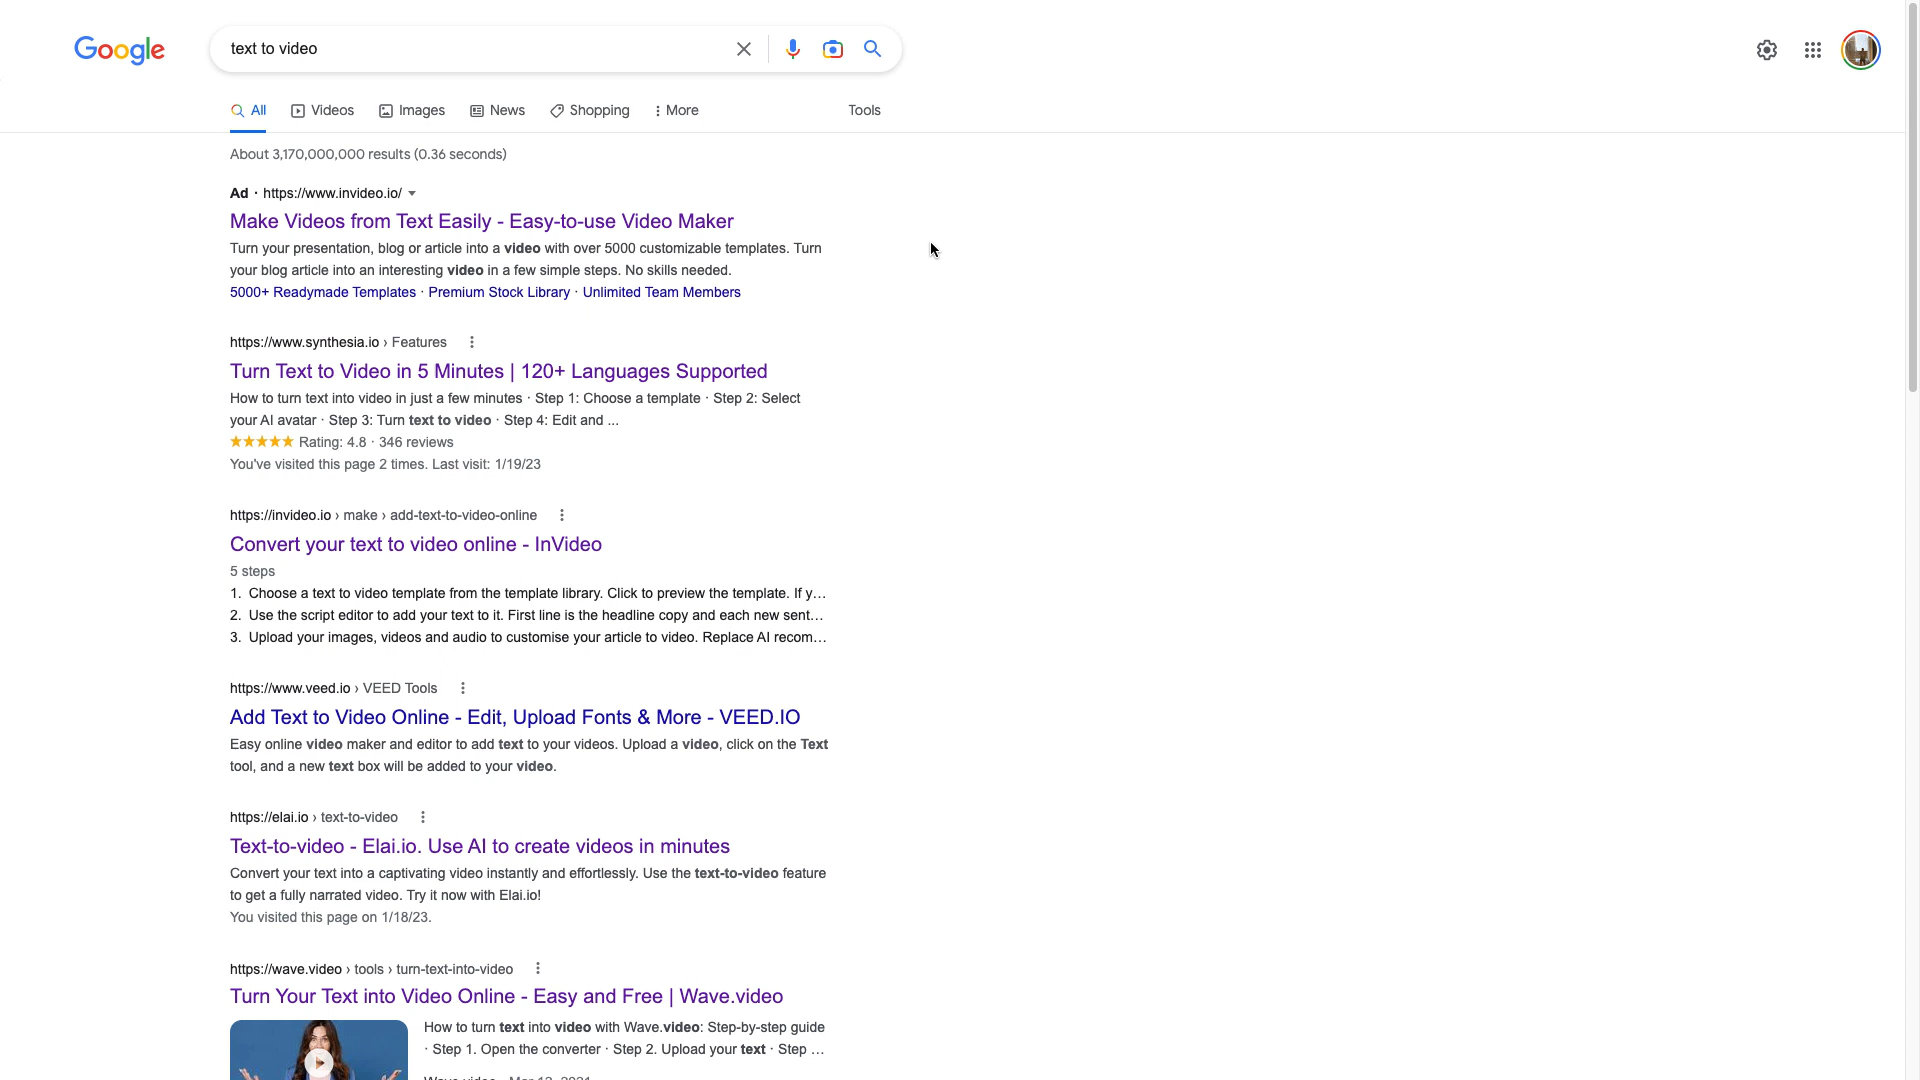 Google
text to video
All
Videos
Images
News
Shopping
More
Tools
About 3,170,000,000 results (0.36 seconds)
Ad · https://www.invideo.io/
Make Videos from Text Easily - Easy-to-use Video Maker
Turn your presentation, blog or article into a video with over 5000 customizable templates. Turn
your blog article into an interesting video in a few simple steps. No skills needed.
5000+ Readymade Templates · Premium Stock Library · Unlimited Team Members
https://www.synthesia.io › Features
Turn Text to Video in 5 Minutes | 120+ Languages Supported
How to turn text into video in just a few minutes · Step 1: Choose a template · Step 2: Select
your AI avatar · Step 3: Turn text to video · Step 4: Edit and ...
Rating: 4.8 · 346 reviews
You've visited this page 2 times. Last visit: 1/19/23
https://invideo.io › make › add-text-to-video-online
Convert your text to video online - InVideo
5 steps
1. Choose a text to video template from the template library. Click to preview the template. If y...
2. Use the script editor to add your text to it. First line is the headline copy and each new sent...
3. Upload your images, videos and audio to customise your article to video. Replace AI recom...
https://www.veed.io › VEED Tools
Add Text to Video Online - Edit, Upload Fonts & More - VEED.IO
Easy online video maker and editor to add text to your videos. Upload a video, click on the Text
tool, and a new text box will be added to your video.
https://elai.io › text-to-video
Text-to-video - Elai.io. Use AI to create videos in minutes
Convert your text into a captivating video instantly and effortlessly. Use the text-to-video feature
to get a fully narrated video. Try it now with Elai.io!
You visited this page on 1/18/23.
https://wave.video › tools › turn-text-into-video
Turn Your Text into Video Online - Easy and Free | Wave.video
How to turn text into video with Wave.video: Step-by-step guide
· Step 1. Open the converter · Step 2. Upload your text · Step ...